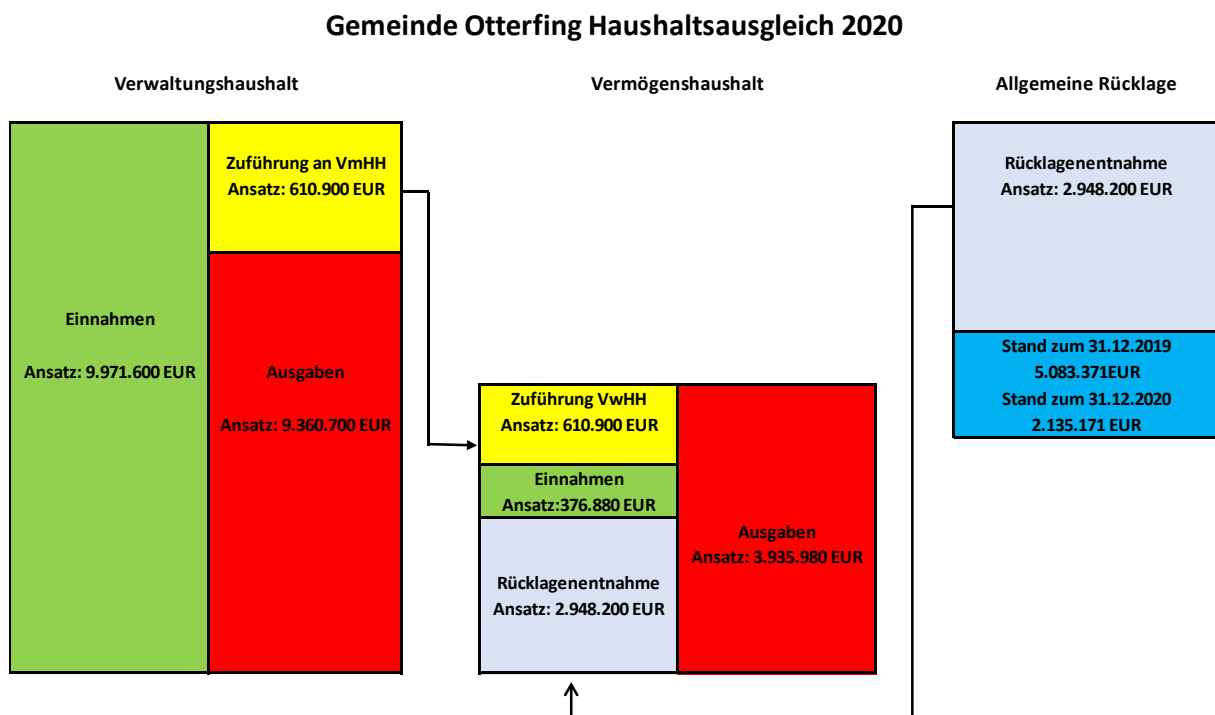 Gemeinde Otterfing Haushaltsausgleich 2020
Verwaltungshaushalt
Vermögenshaushalt
Allgemeine Rücklage
Einnahmen
Ansatz: 9.971.600 EUR
Zuführung an VmHH
Ansatz: 610.900 EUR
Ausgaben
Ansatz: 9.360.700 EUR
Zuführung VwHH
Ansatz: 610.900 EUR
Einnahmen
Ansatz:376.880 EUR
Rücklagenentnahme
Ansatz: 2.948.200 EUR
Ausgaben
Ansatz: 3.935.980 EUR
Rücklagenentnahme
Ansatz: 2.948.200 EUR
Stand zum 31.12.2019
5.083.371EUR
Stand zum 31.12.2020
2.135.171 EUR